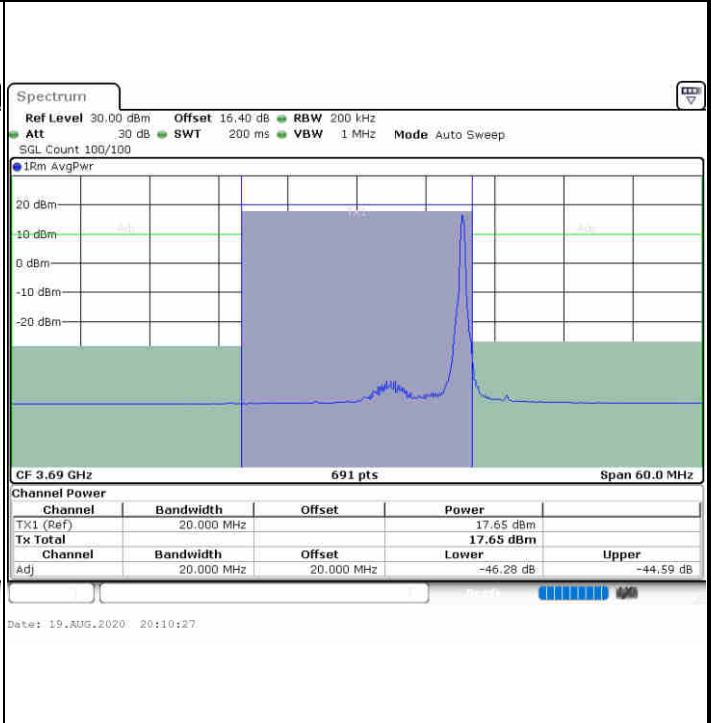 Spectrum
Ref Level 30.00 dBm Offset 16.40 dB RBW 200 kHz
Att 30 dB SWT 200 ms VBW 1 MHz Mode Auto Sweep
SGL Count 100/100
1Rm AvgPwr
20 dBm
TX1
Adj Adj
10 dBm
0 dBm
-10 dBm
-20 dBm
CF 3.69 GHz 691 pts Span 60.0 MHz
Channel Power
Channel Bandwidth Offset Power
TX1 (Ref) 20.000 MHz 17.65 dBm
Tx Total 17.65 dBm
Channel Bandwidth Offset Lower Upper
Adj 20.000 MHz 20.000 MHz -46.28 dB -44.59 dB
Date: 19.AUG.2020 20:10:27